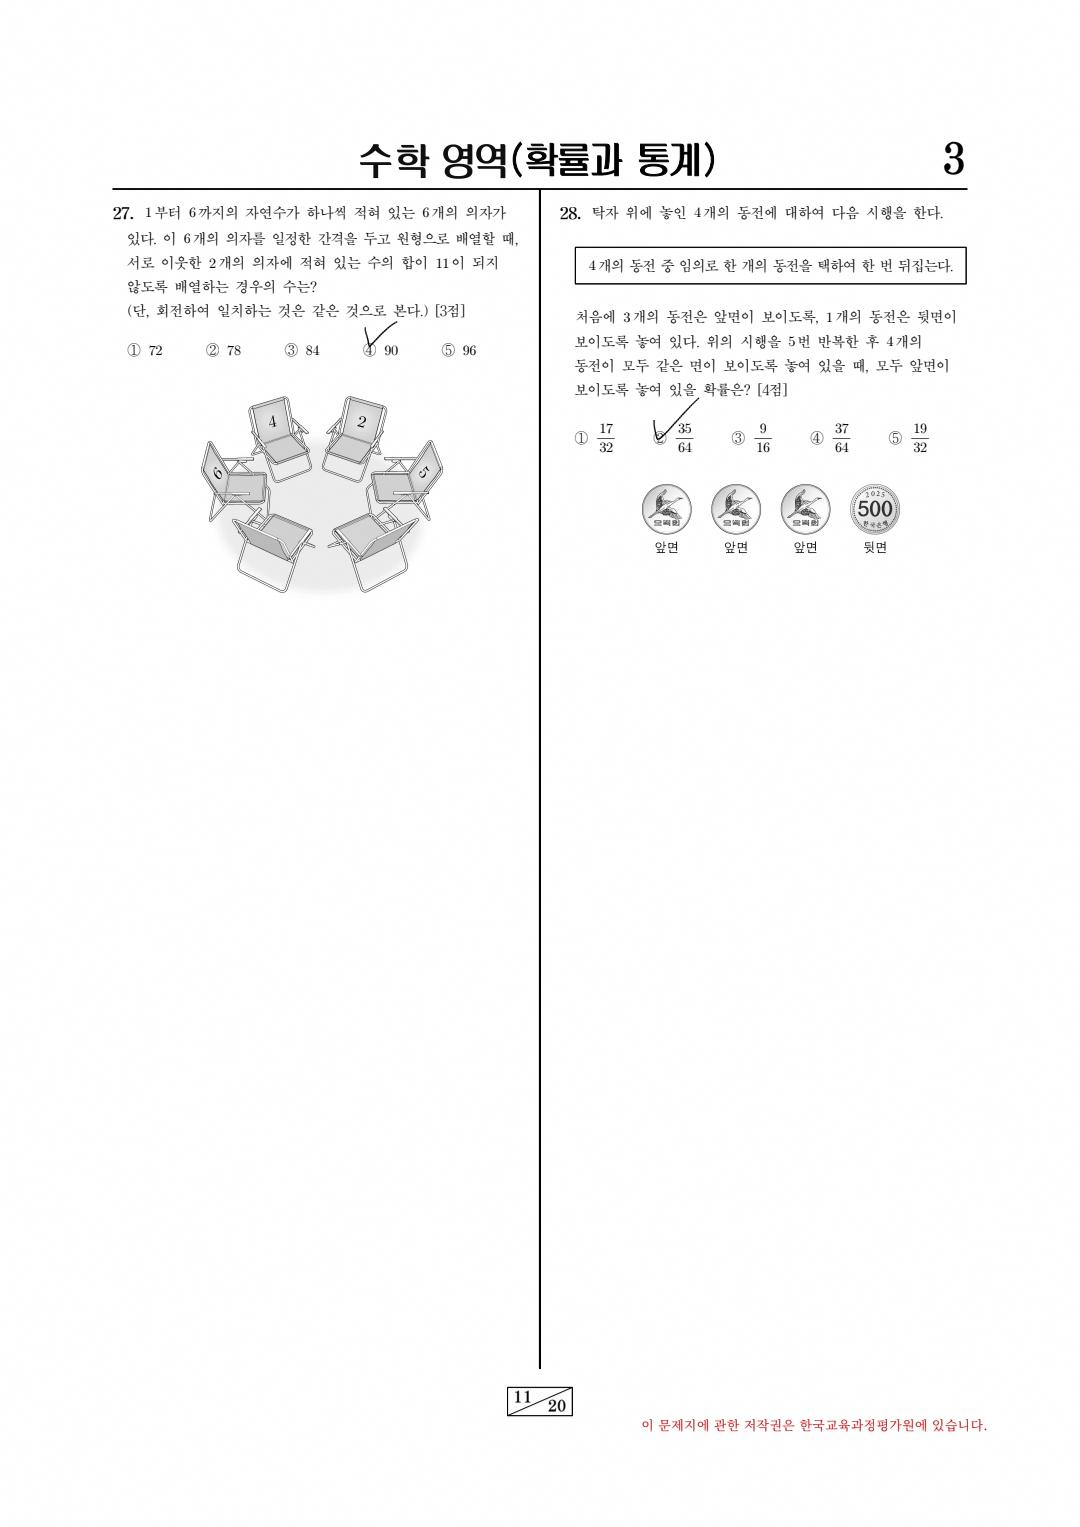 수학 영역(확률과 통계)
3
27. 1부터 6까지의 자연수가 하나씩 적혀 있는 6개의 의자가
있다. 이 6개의 의자를 일정한 간격을 두고 원형으로 배열할 때,
서로 이웃한 2개의 의자에 적혀 있는 수의 합이 11이 되지
않도록 배열하는 경우의 수는?
(단, 회전하여 일치하는 것은 같은 것으로 본다.) [3점]
① 72 ② 78 ③ 84 ④ 90 ⑤ 96
4 2
6 5
28. 탁자 위에 놓인 4개의 동전에 대하여 다음 시행을 한다.
4개의 동전 중 임의로 한 개의 동전을 택하여 한 번 뒤집는다.
처음에 3개의 동전은 앞면이 보이도록, 1개의 동전은 뒷면이
보이도록 놓여 있다. 위의 시행을 5번 반복한 후 4개의
동전이 모두 같은 면이 보이도록 놓여 있을 때, 모두 앞면이
보이도록 놓여 있을 확률은? [4점]
① 17/32 ② 35/64 ③ 9/16 ④ 37/64 ⑤ 19/32
오백원 오백원 오백원 2025 500 한국은행
앞면 앞면 앞면 뒷면
11 20
이 문제지에 관한 저작권은 한국교육과정평가원에 있습니다.